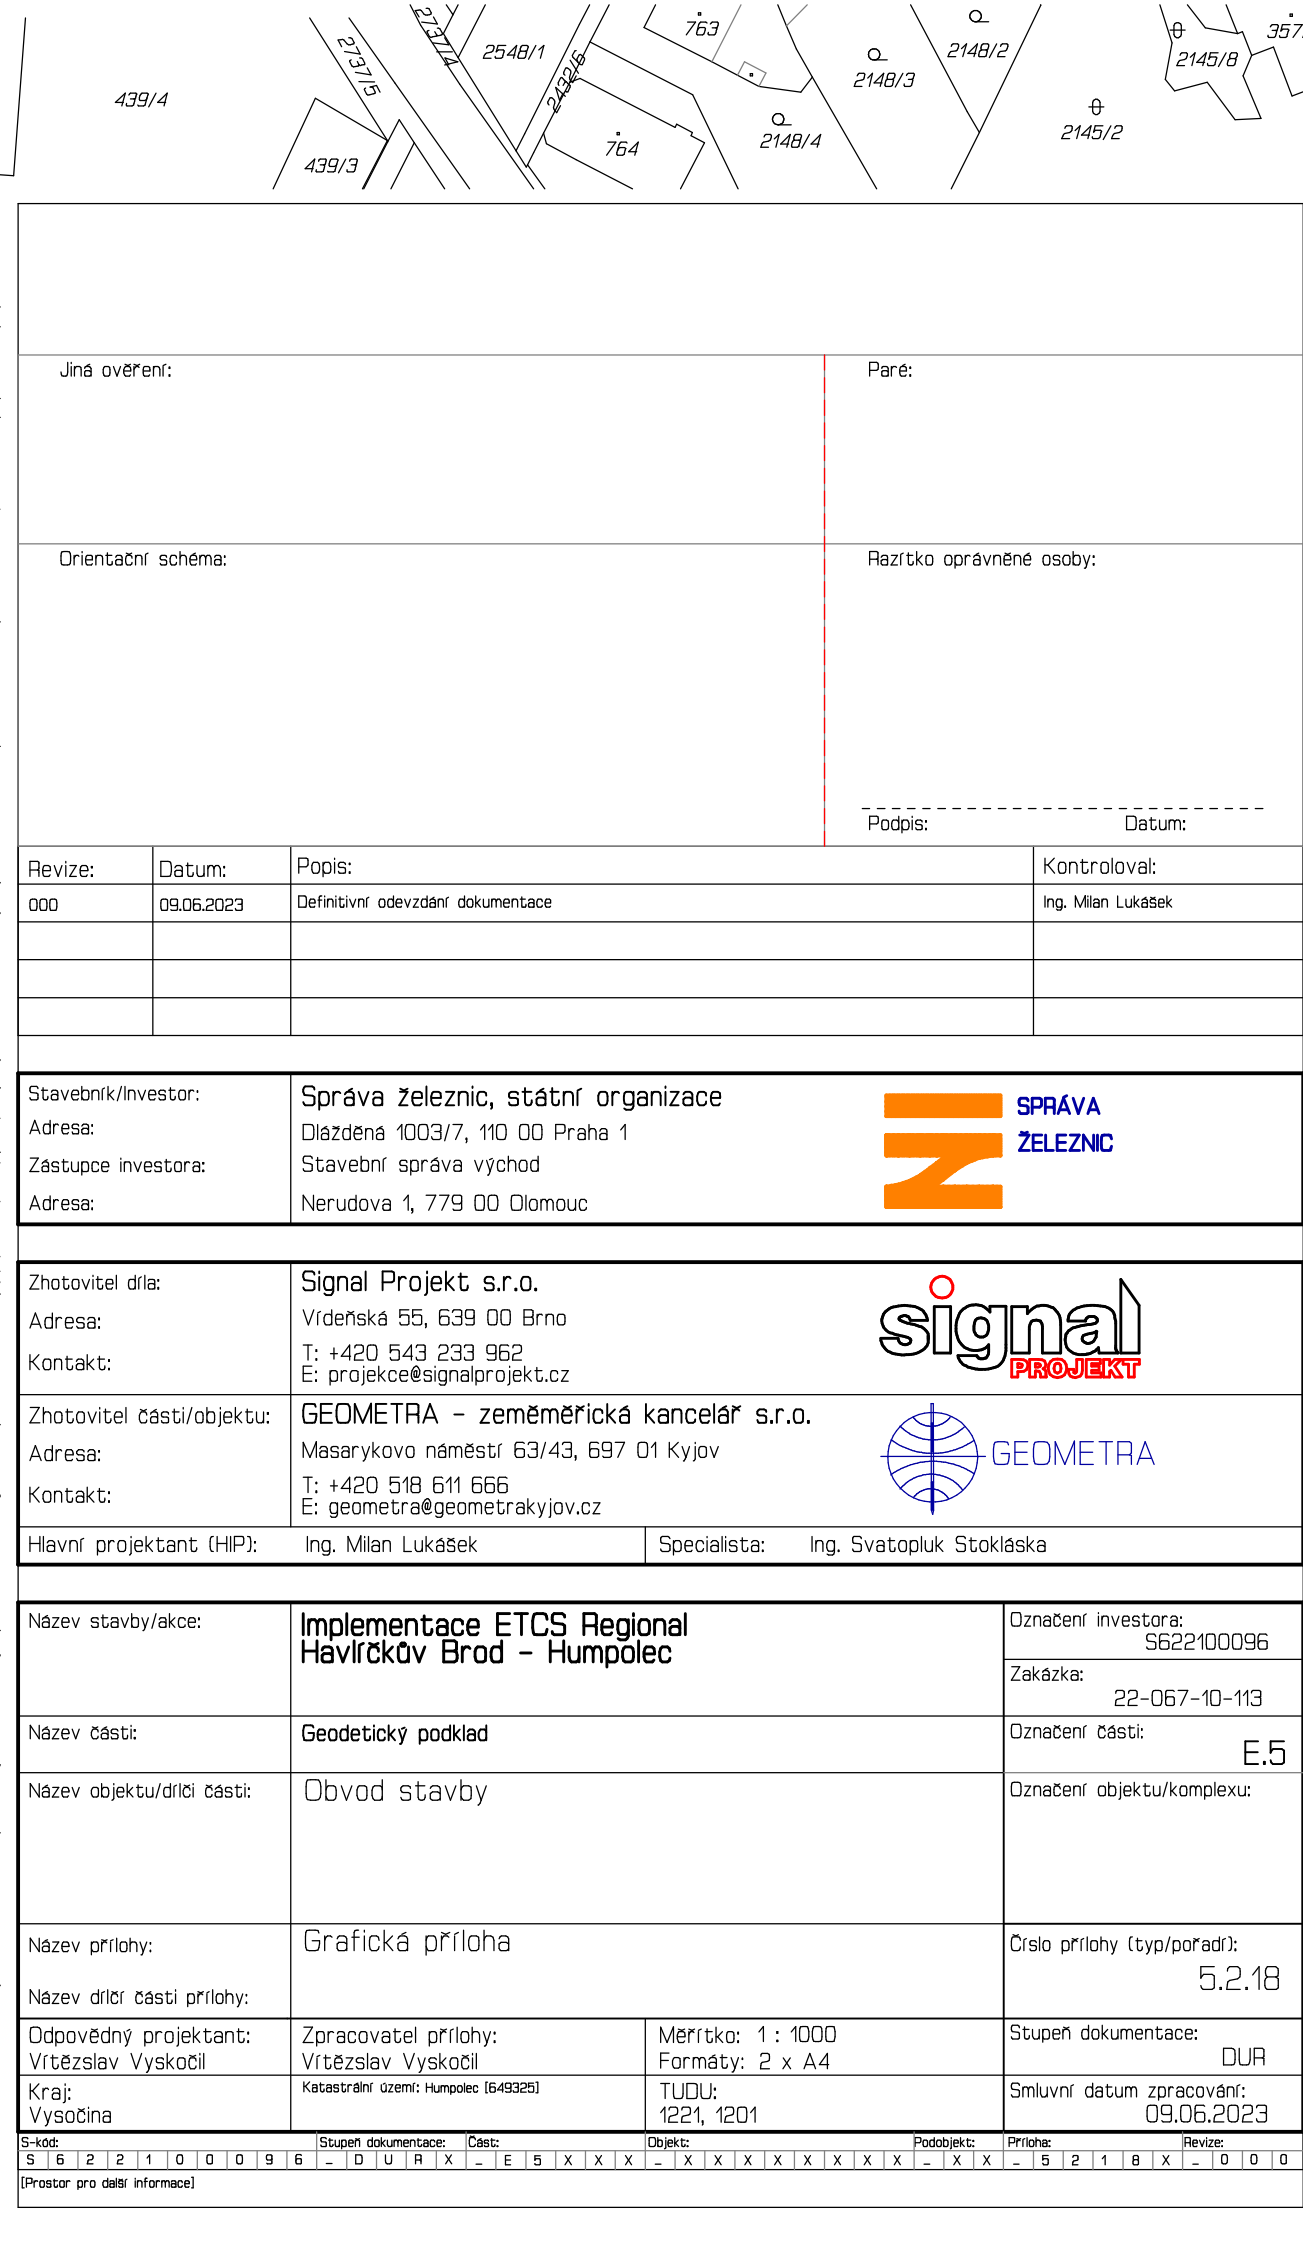 2737/5
2737/4
2548/1
2432/6
763
2148/3
2148/2
2145/8
439/4
439/3
764
2148/4
2145/2
Jiná ověření:
Paré:
Orientační schéma:
Razítko oprávněné osoby:
Podpis: Datum:
Revize: Datum: Popis: Kontroloval:
000 09.06.2023 Definitivní odevzdání dokumentace Ing. Milan Lukášek
Stavebník/Investor: Správa železnic, státní organizace
Adresa: Dlážděná 1003/7, 110 00 Praha 1
Zástupce investora: Stavební správa východ
Adresa: Nerudova 1, 779 00 Olomouc
SPRÁVA
ŽELEZNIC
Zhotovitel díla: Signal Projekt s.r.o.
Adresa: Vídeňská 55, 639 00 Brno
Kontakt: T: +420 543 233 962
E: projekce@signalprojekt.cz
signal
PROJEKT
Zhotovitel části/objektu: GEOMETRA - zeměměřická kancelář s.r.o.
Adresa: Masarykovo náměstí 63/43, 697 01 Kyjov
Kontakt: T: +420 518 611 666
E: geometra@geometrakyjov.cz
GEOMETRA
Hlavní projektant (HIP): Ing. Milan Lukášek Specialista: Ing. Svatopluk Stokláska
Název stavby/akce: Implementace ETCS Regional
Havlíčkův Brod - Humpolec
Označení investora:
S622100096
Zakázka:
22-067-10-113
Název části: Geodetický podklad
Označení části:
E.5
Název objektu/dílčí části: Obvod stavby
Označení objektu/komplexu:
Název přílohy: Grafická příloha
Číslo přílohy (typ/pořadí):
5.2.18
Název dílčí části přílohy:
Odpovědný projektant: Zpracovatel přílohy: Měřítko: 1 : 1000 Stupeň dokumentace:
Vítězslav Vyskočil Vítězslav Vyskočil Formáty: 2 x A4 DUR
Kraj: Katastrální území: Humpolec [649325] TUDU: Smluvní datum zpracování:
Vysočina 1221, 1201 09.06.2023
S-kód: Stupeň dokumentace: Část: Objekt: Podobjekt: Příloha: Revize:
S 6 2 2 1 0 0 0 9 6 _ D U R X _ E 5 X X X _ X X X X X X X X _ X X _ 5 2 1 8 X _ 0 0 0
[Prostor pro další informace]